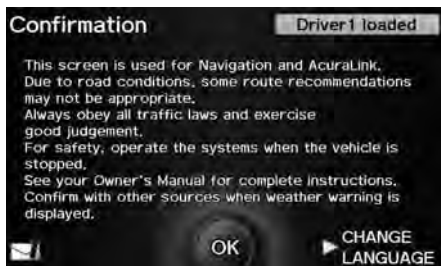 Confirmation
Driver1 loaded
This screen is used for Navigation and AcuraLink.
Due to road conditions, some route recommendations
may not be appropriate.
Always obey all traffic laws and exercise
good judgement.
For safety, operate the systems when the vehicle is
stopped.
See your Owner's Manual for complete instructions.
Confirm with other sources when weather warning is
displayed.
OK
CHANGE
LANGUAGE